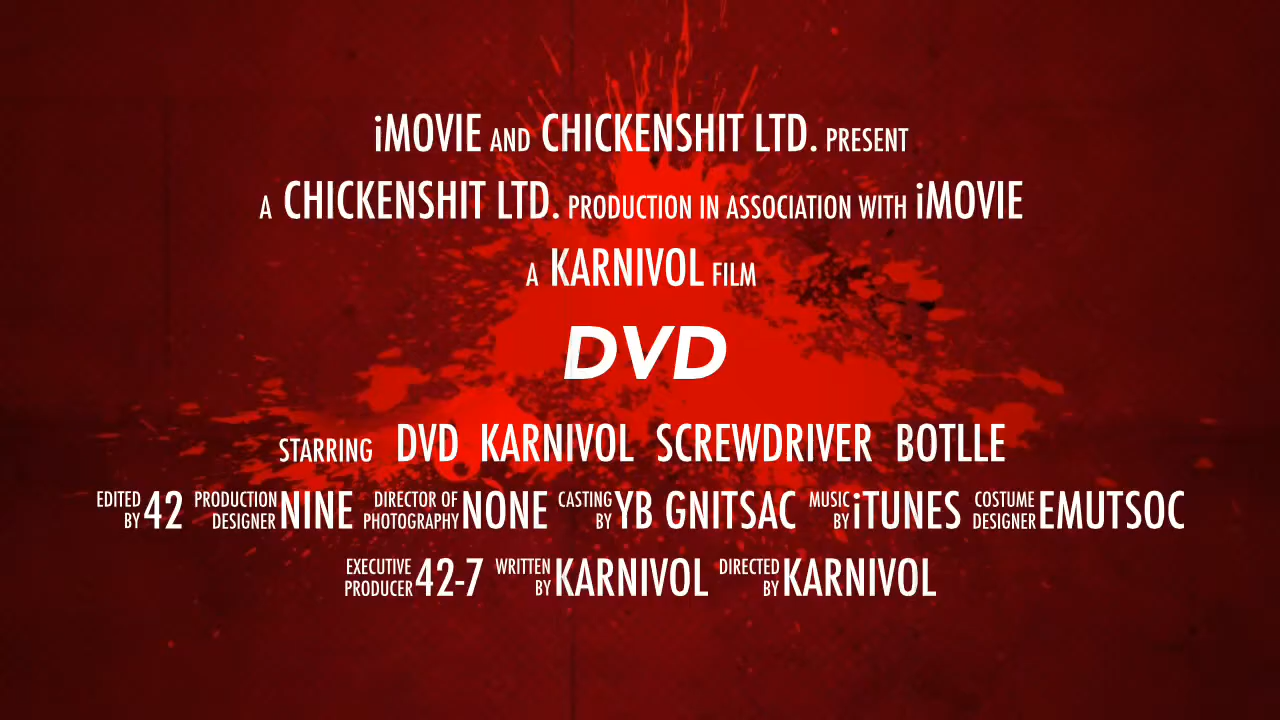 iMOVIE AND CHICKENSHIT LTD. PRESENT
A CHICKENSHIT LTD. PRODUCTION IN ASSOCIATION WITH iMOVIE
A KARNIVOL FILM
DVD
STARRING DVD KARNIVOL SCREWDRIVER BOTLLE
EDITED BY 42 PRODUCTION DESIGNER NINE DIRECTOR OF PHOTOGRAPHY NONE CASTING BY YB GNITSAC MUSIC BY iTUNES COSTUME DESIGNER EMUTSOC
EXECUTIVE PRODUCER 42-7 WRITTEN BY KARNIVOL DIRECTED BY KARNIVOL